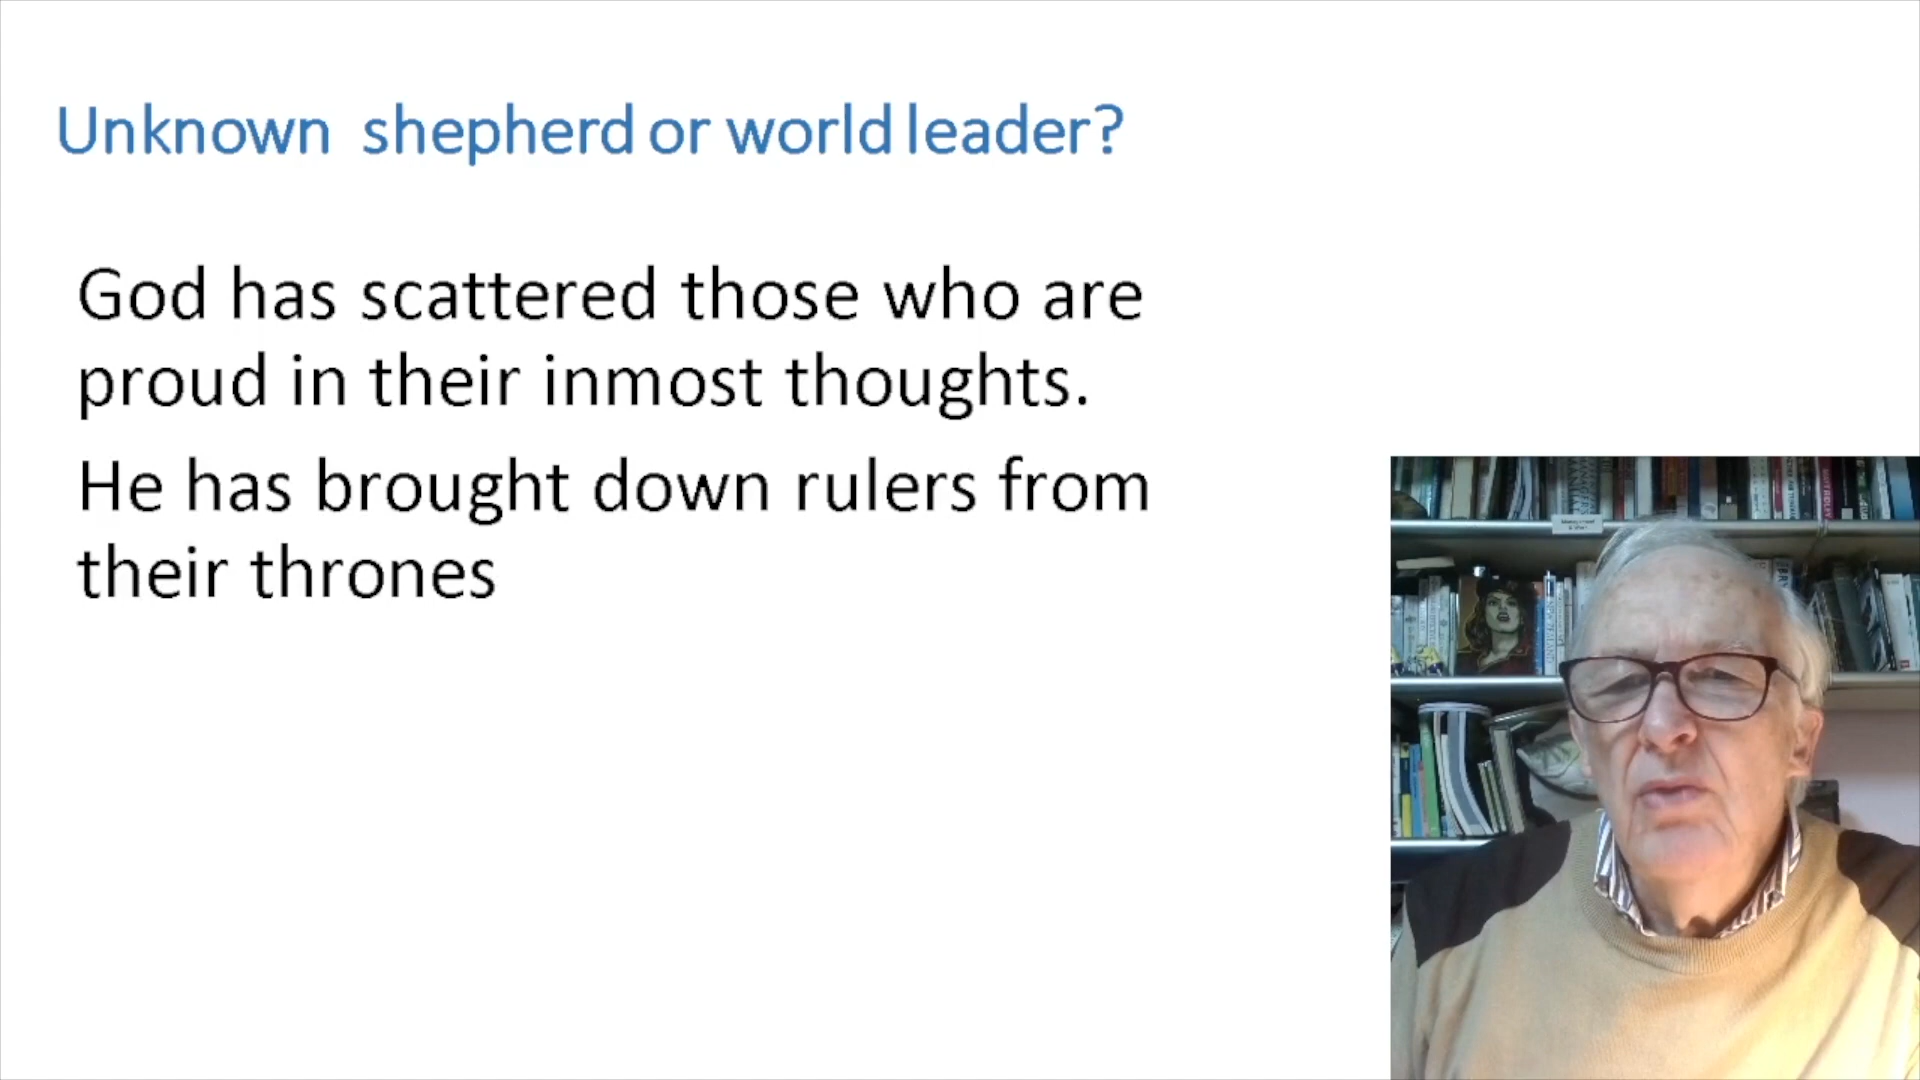 Unknown shepherd or world leader?
God has scattered those who are
proud in their inmost thoughts.
He has brought down rulers from
their thrones